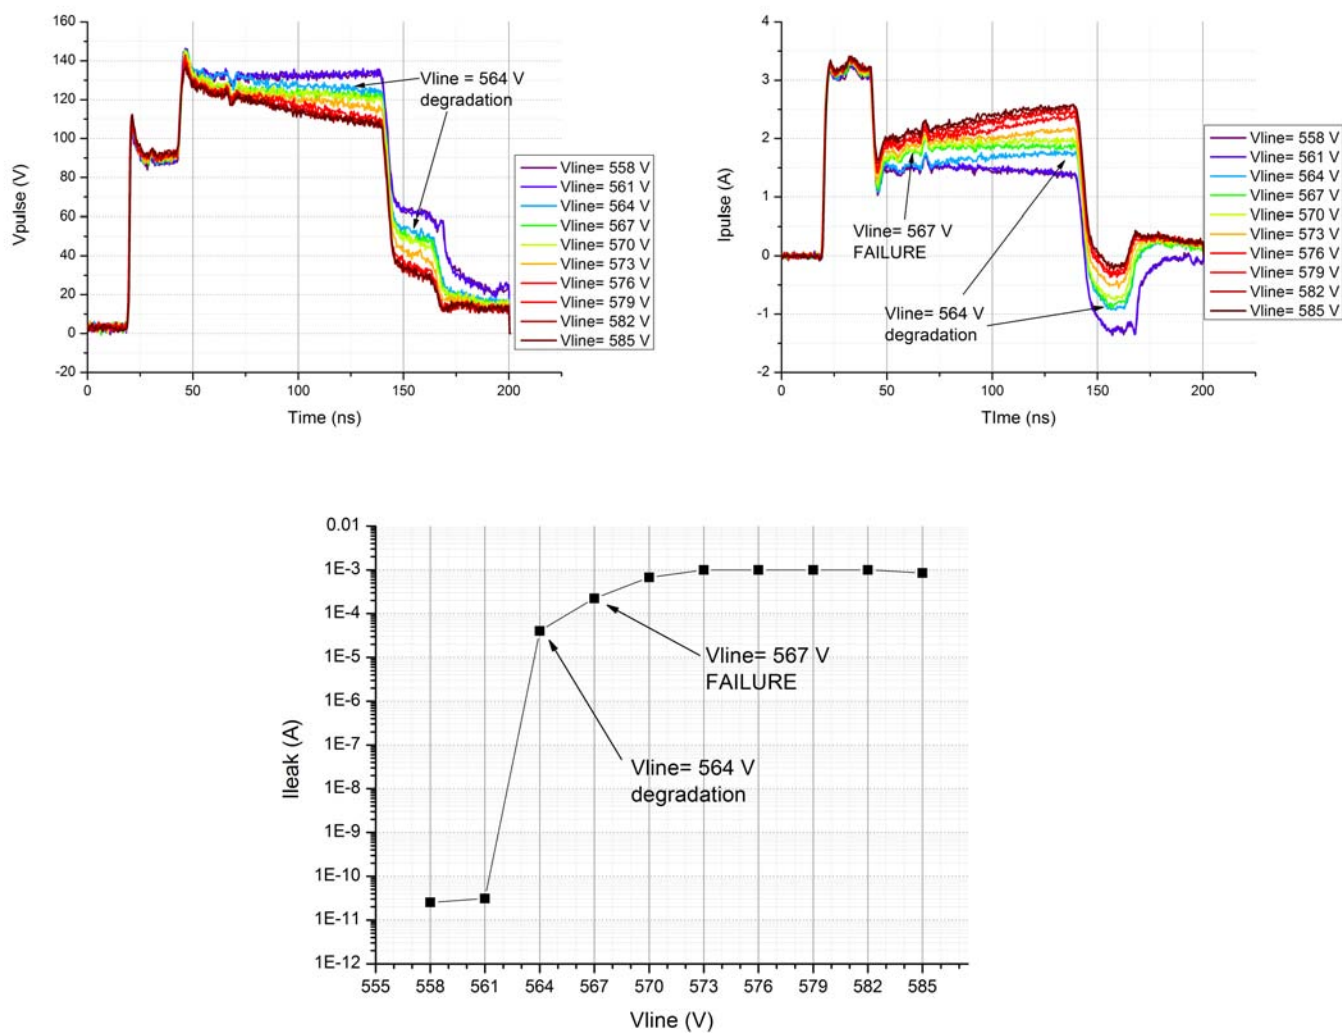 160
140
120
100
80
60
40
20
0
-20
Vpulse (V)
0
50
100
150
200
Time (ns)
Vline = 564 V
degradation
Vline= 558 V
Vline= 561 V
Vline= 564 V
Vline= 567 V
Vline= 570 V
Vline= 573 V
Vline= 576 V
Vline= 579 V
Vline= 582 V
Vline= 585 V
4
3
2
1
0
-1
-2
Ipulse (A)
0
50
100
150
200
TIme (ns)
Vline= 567 V
FAILURE
Vline= 564 V
degradation
Vline= 558 V
Vline= 561 V
Vline= 564 V
Vline= 567 V
Vline= 570 V
Vline= 573 V
Vline= 576 V
Vline= 579 V
Vline= 582 V
Vline= 585 V
0.01
1E-3
1E-4
1E-5
1E-6
1E-7
1E-8
1E-9
1E-10
1E-11
1E-12
Ileak (A)
Vline= 567 V
FAILURE
Vline= 564 V
degradation
555
558
561
564
567
570
573
576
579
582
585
Vline (V)